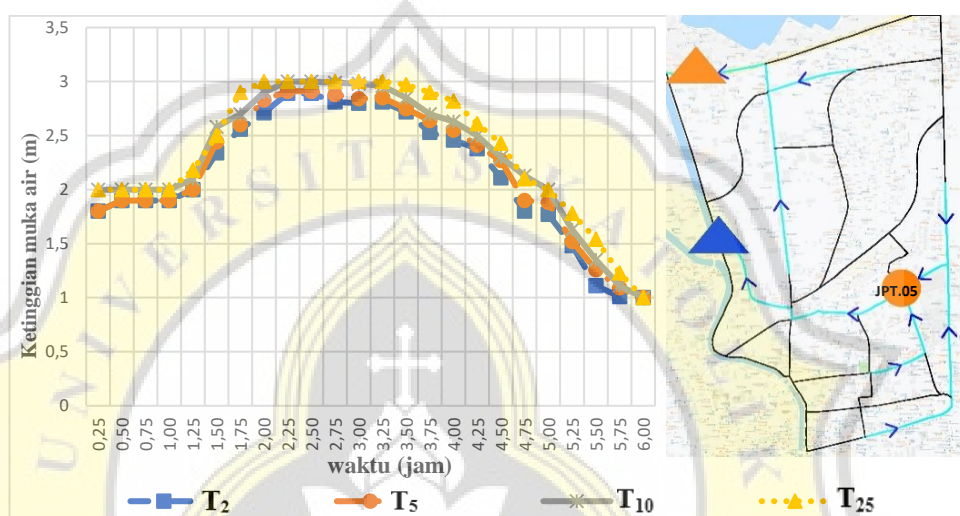 3,5
3
2,5
2
1,5
1
0,5
0
Ketinggian muka air (m)
0,25 0,50 0,75 1,00 1,25 1,50 1,75 2,00 2,25 2,50 2,75 3,00 3,25 3,50 3,75 4,00 4,25 4,50 4,75 5,00 5,25 5,50 5,75 6,00
waktu (jam)
T2 T5 T10 T25
JPT.05
UNIVERSITAS